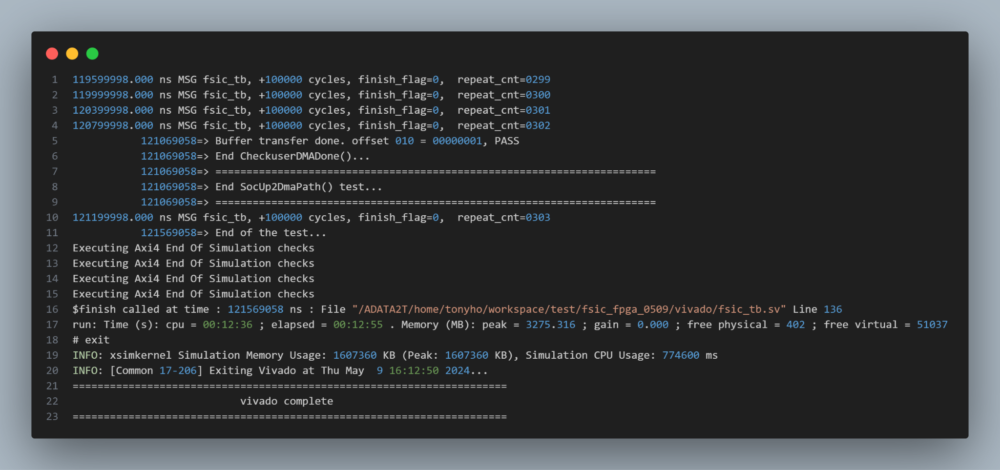 1 119599998.000 ns MSG fsic_tb, +100000 cycles, finish_flag=0,  repeat_cnt=0299
2 119999998.000 ns MSG fsic_tb, +100000 cycles, finish_flag=0,  repeat_cnt=0300
3 120399998.000 ns MSG fsic_tb, +100000 cycles, finish_flag=0,  repeat_cnt=0301
4 120799998.000 ns MSG fsic_tb, +100000 cycles, finish_flag=0,  repeat_cnt=0302
5            121069058=> Buffer transfer done. offset 010 = 00000001, PASS
6            121069058=> End CheckuserDMADone()...
7            121069058=> =======================================================================
8            121069058=> End SocUp2DmaPath() test...
9            121069058=> =======================================================================
10 121199998.000 ns MSG fsic_tb, +100000 cycles, finish_flag=0,  repeat_cnt=0303
11            121569058=> End of the test...
12 Executing Axi4 End Of Simulation checks
13 Executing Axi4 End Of Simulation checks
14 Executing Axi4 End Of Simulation checks
15 Executing Axi4 End Of Simulation checks
16 $finish called at time : 121569058 ns : File "/ADATA2T/home/tonyho/workspace/test/fsic_fpga_0509/vivado/fsic_tb.sv" Line 136
17 run: Time (s): cpu = 00:12:36 ; elapsed = 00:12:55 . Memory (MB): peak = 3275.316 ; gain = 0.000 ; free physical = 402 ; free virtual = 51037
18 # exit
19 INFO: xsimkernel Simulation Memory Usage: 1607360 KB (Peak: 1607360 KB), Simulation CPU Usage: 774600 ms
20 INFO: [Common 17-206] Exiting Vivado at Thu May  9 16:12:50 2024...
21 ======================================================================
22                            vivado complete
23 ======================================================================